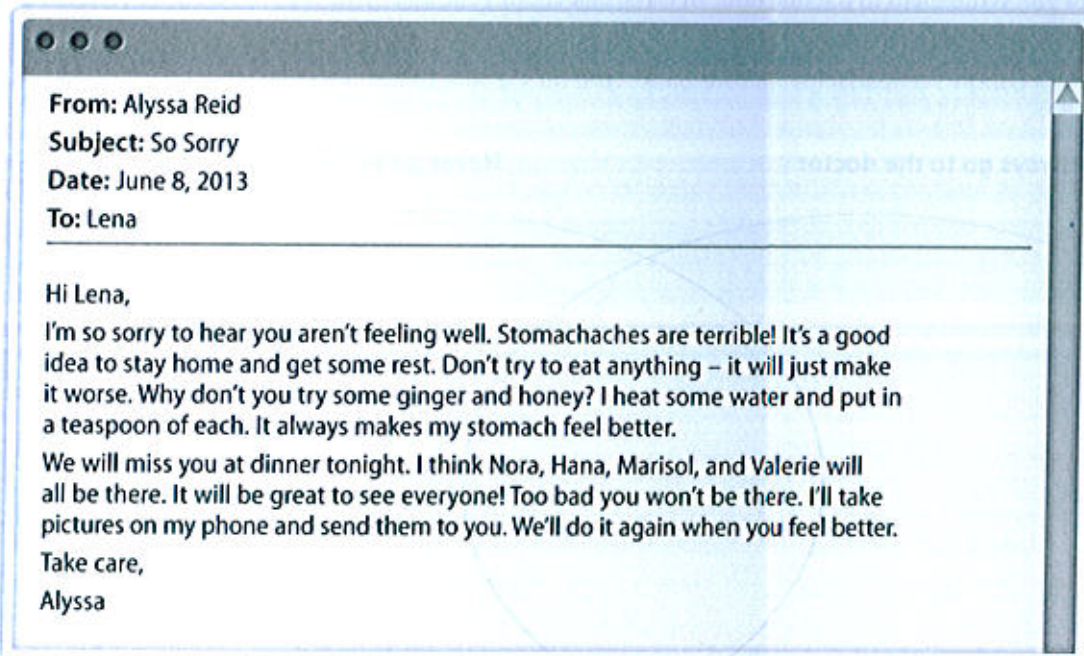 ys go to the doctor
From: Alyssa Reid
Subject: So Sorry
Date: June 8, 2013
To: Lena
Hi Lena,
I'm so sorry to hear you aren't feeling well. Stomachaches are terrible! It's a good
idea to stay home and get some rest. Don't try to eat anything – it will just make
it worse. Why don't you try some ginger and honey? I heat some water and put in
a teaspoon of each. It always makes my stomach feel better.
We will miss you at dinner tonight. I think Nora, Hana, Marisol, and Valerie will
all be there. It will be great to see everyone! Too bad you won't be there. I'll take
pictures on my phone and send them to you. We'll do it again when you feel better.
Take care,
Alyssa